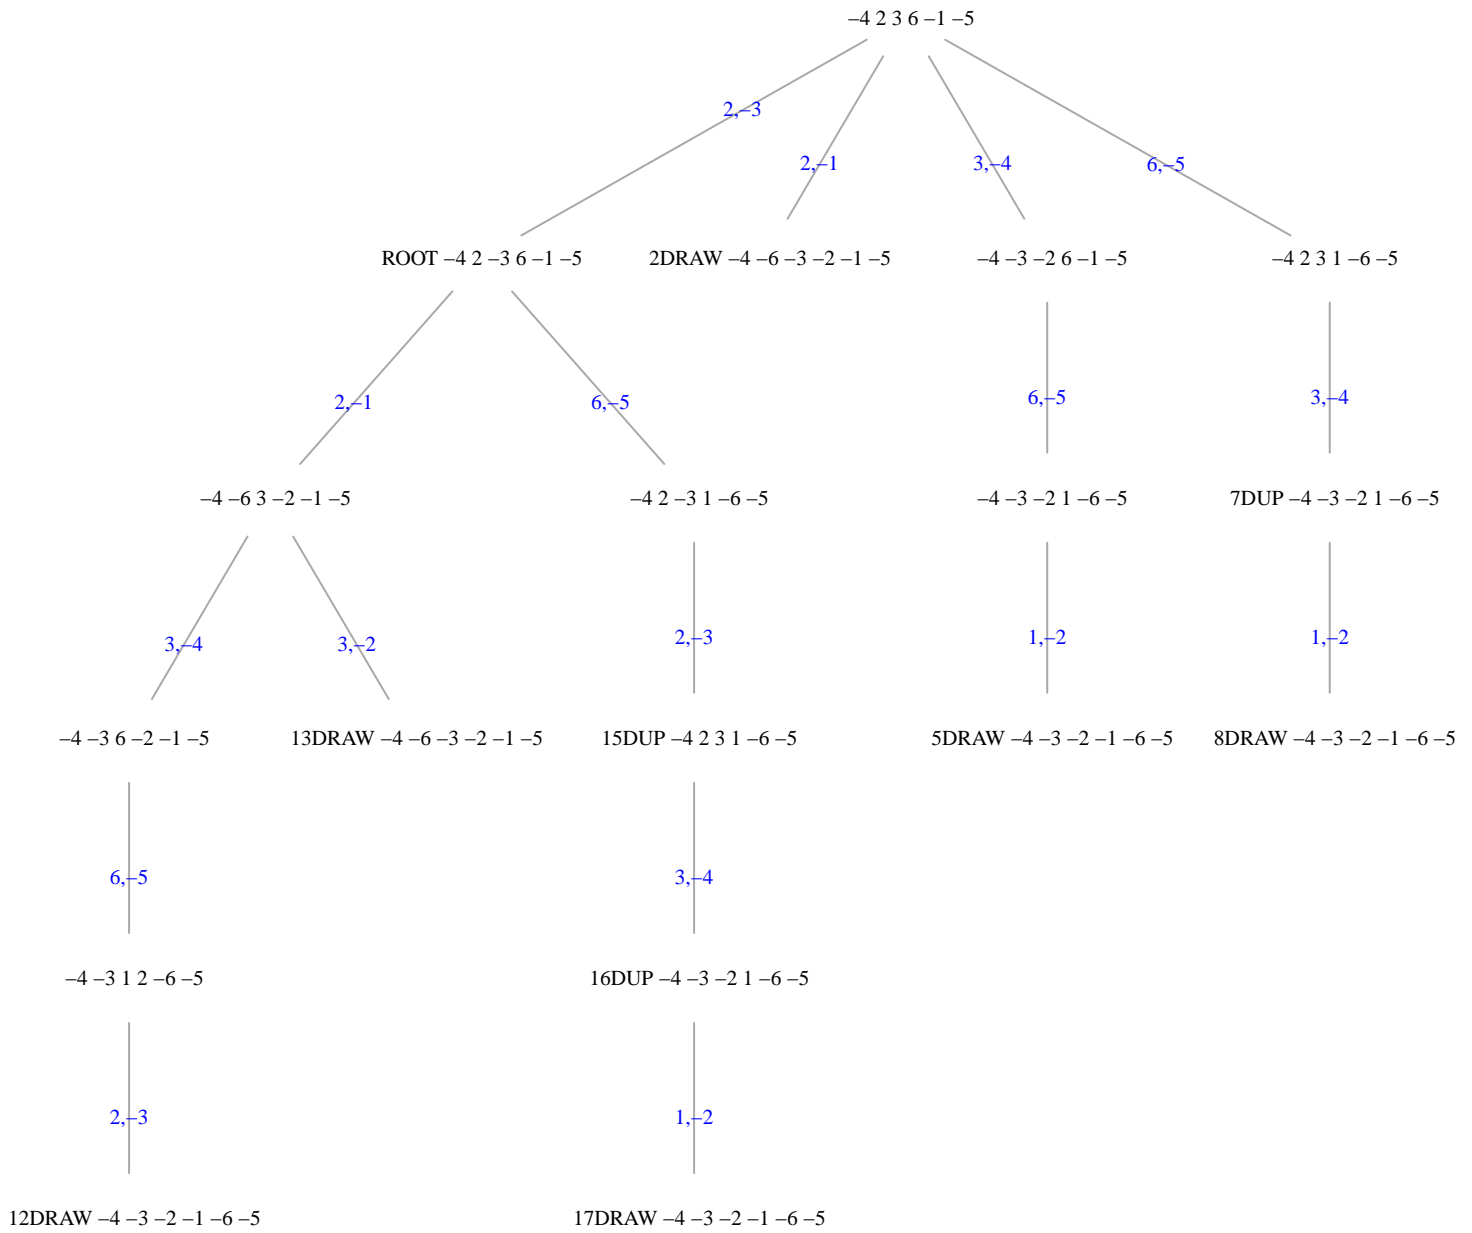 −4 2 3 6 −1 −5
2,−3
2,−1
3,−4
6,−5
ROOT −4 2 −3 6 −1 −5
2DRAW −4 −6 −3 −2 −1 −5
−4 −3 −2 6 −1 −5
−4 2 3 1 −6 −5
2,−1
6,−5
6,−5
3,−4
−4 −6 3 −2 −1 −5
−4 2 −3 1 −6 −5
−4 −3 −2 1 −6 −5
7DUP −4 −3 −2 1 −6 −5
3,−4
3,−2
2,−3
1,−2
1,−2
−4 −3 6 −2 −1 −5
13DRAW −4 −6 −3 −2 −1 −5
15DUP −4 2 3 1 −6 −5
5DRAW −4 −3 −2 −1 −6 −5
8DRAW −4 −3 −2 −1 −6 −5
6,−5
3,−4
−4 −3 1 2 −6 −5
16DUP −4 −3 −2 1 −6 −5
2,−3
1,−2
12DRAW −4 −3 −2 −1 −6 −5
17DRAW −4 −3 −2 −1 −6 −5